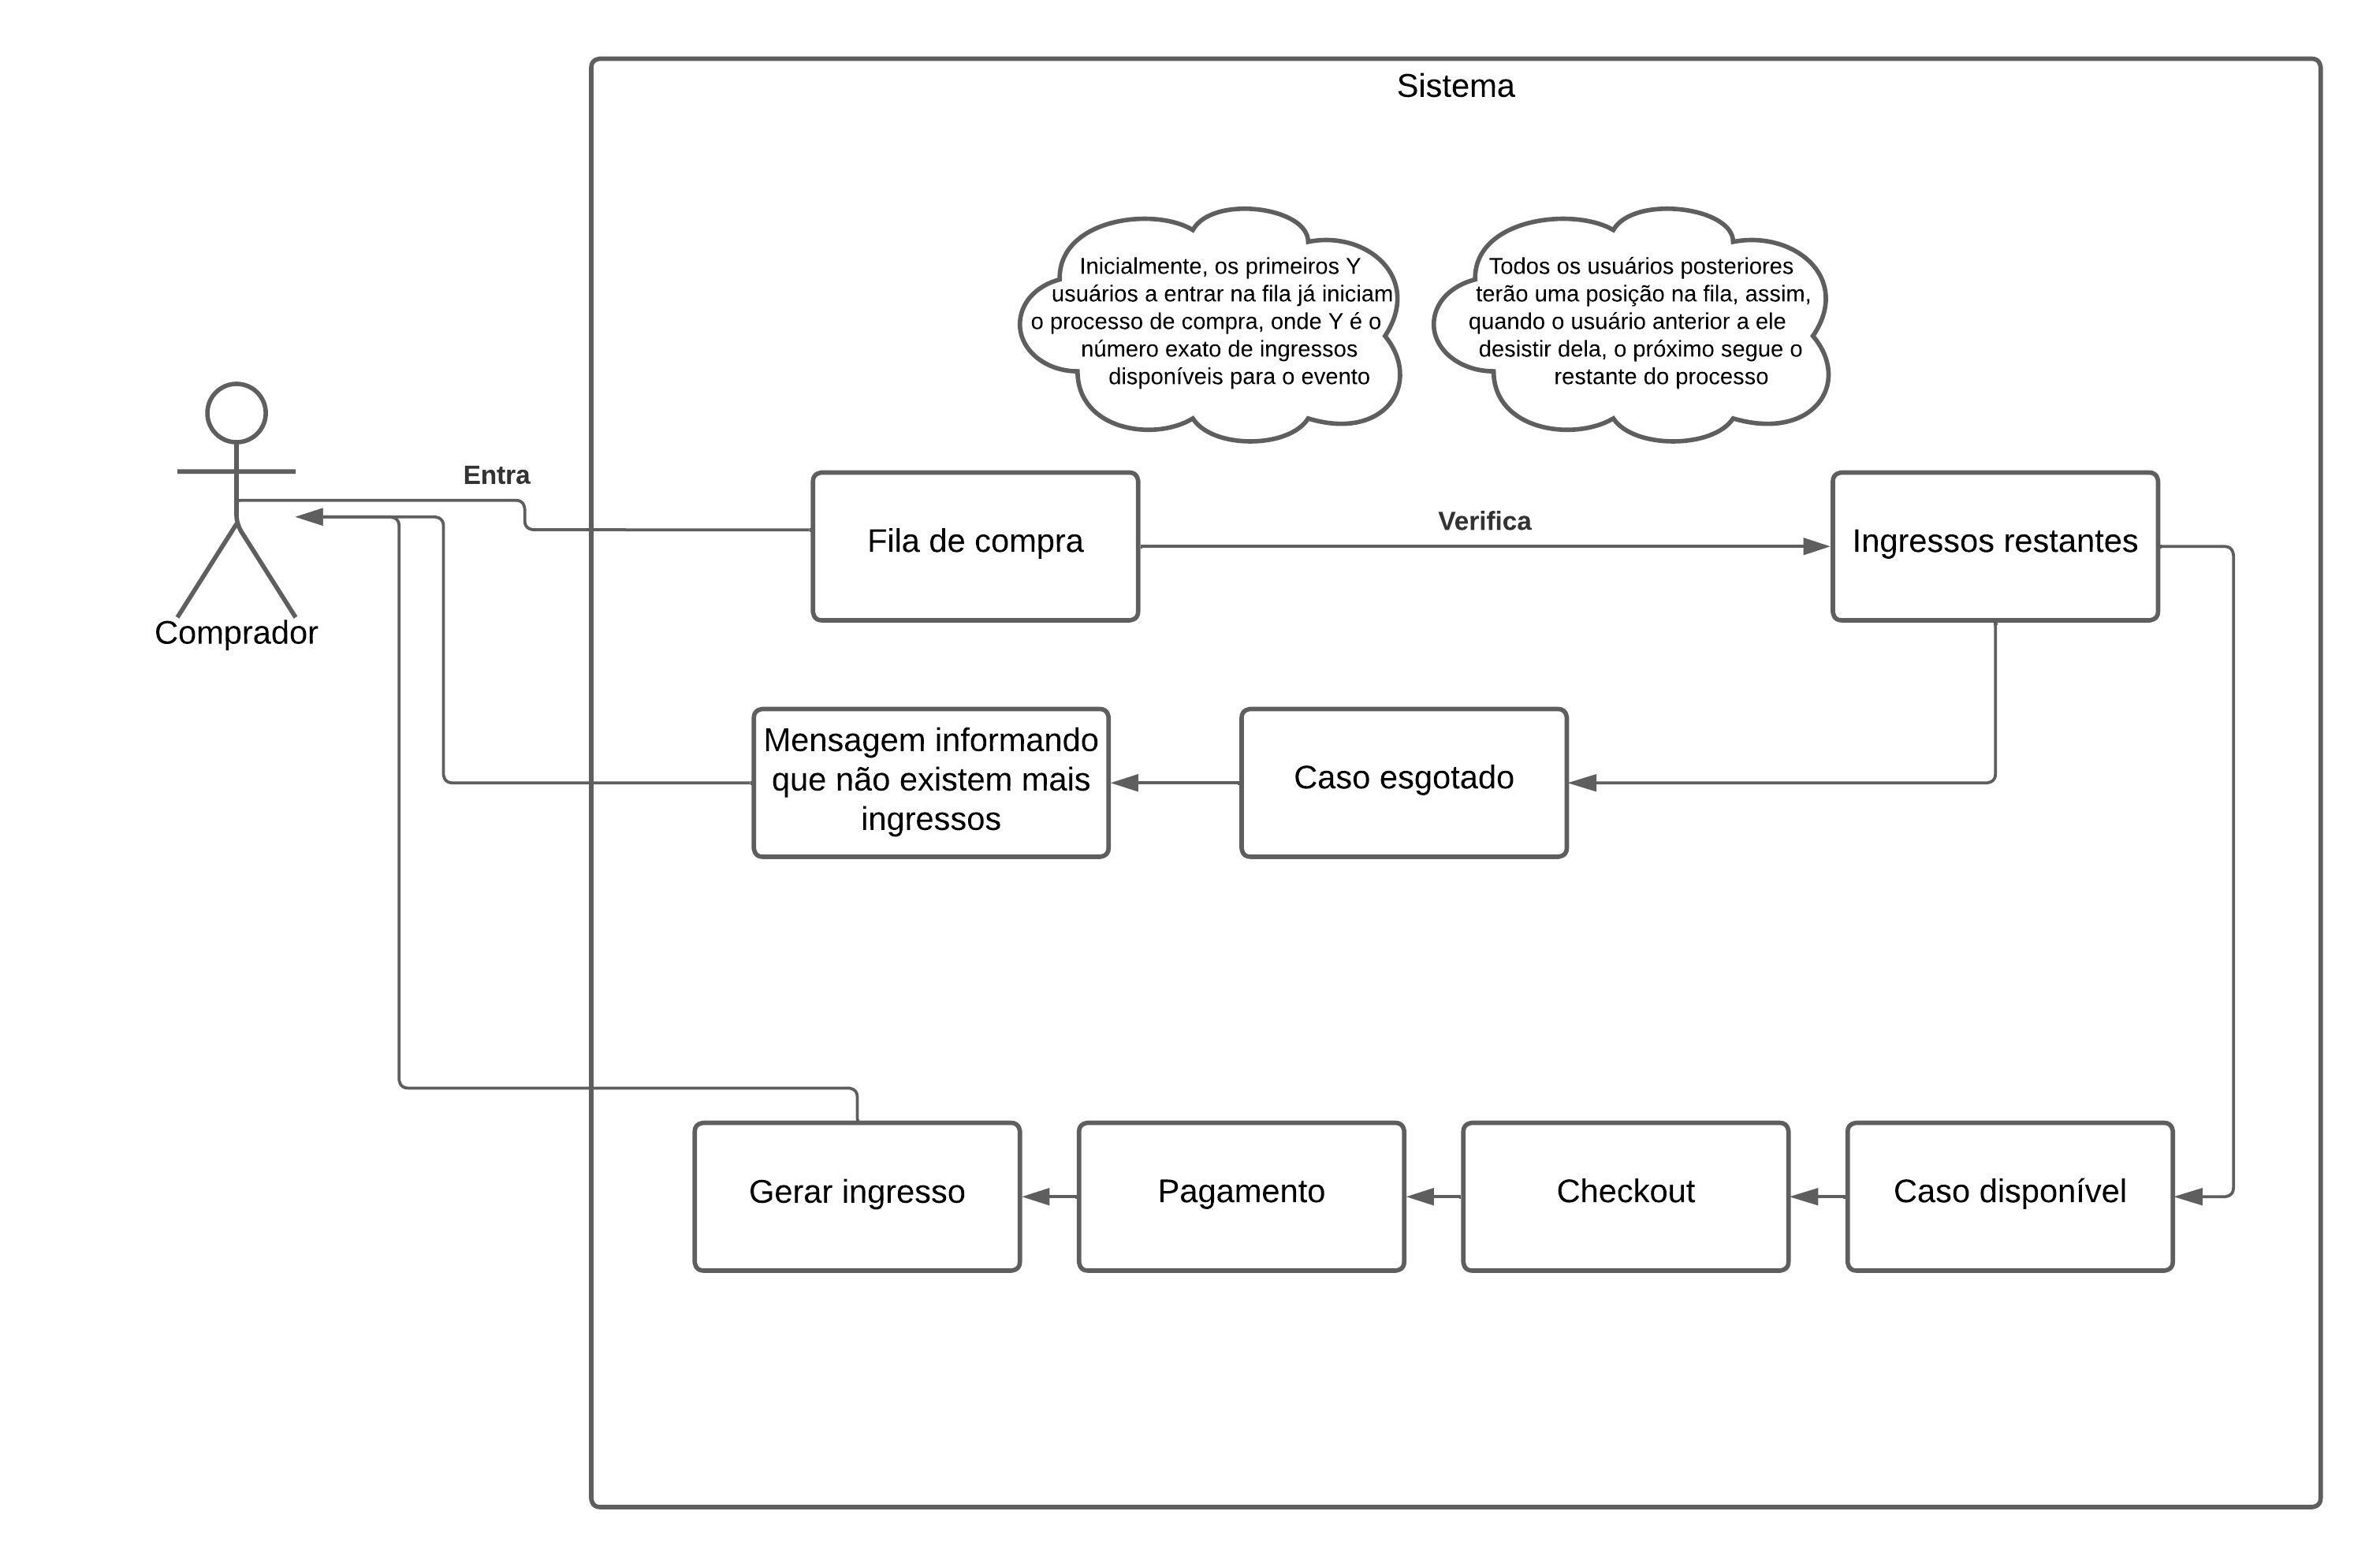 Sistema
Inicialmente, os primeiros Y
usuários a entrar na fila já iniciam
o processo de compra, onde Y é o
número exato de ingressos
disponíveis para o evento
Todos os usuários posteriores
terão uma posição na fila, assim,
quando o usuário anterior a ele
desistir dela, o próximo segue o
restante do processo
Entra
Comprador
Fila de compra
Verifica
Ingressos restantes
Mensagem informando
que não existem mais
ingressos
Caso esgotado
Gerar ingresso
Pagamento
Checkout
Caso disponível